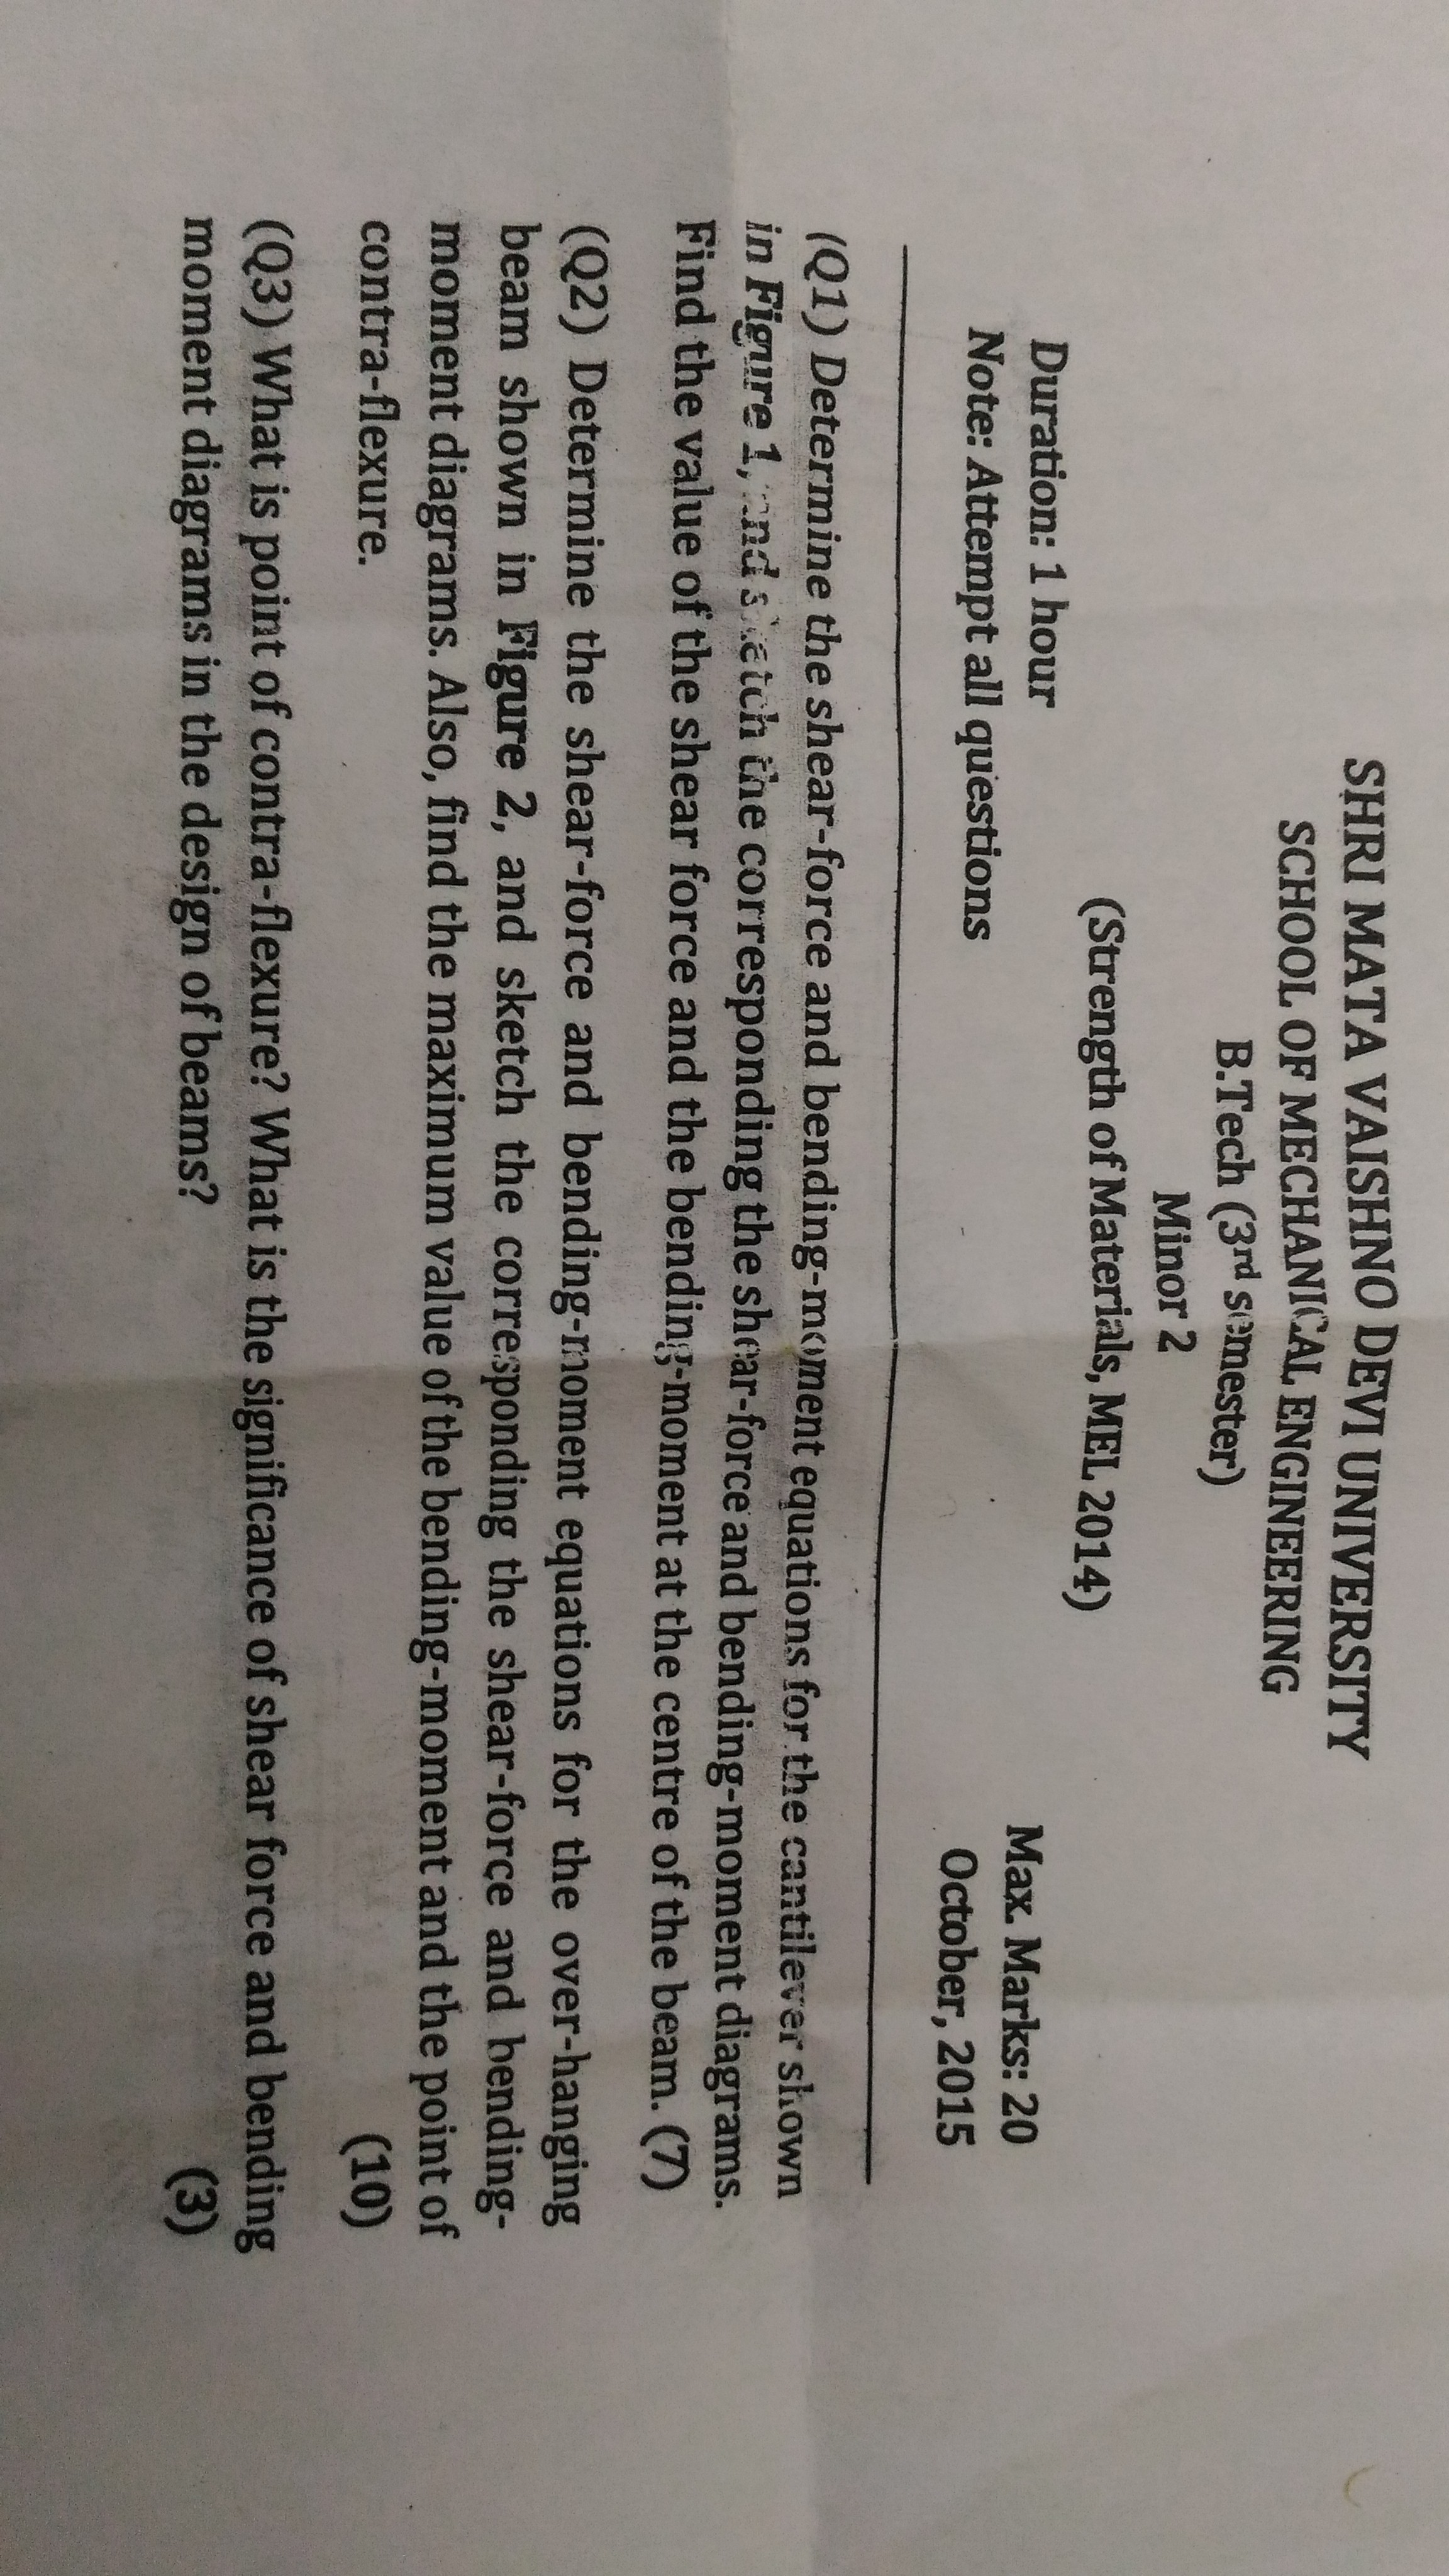 SHRI MATA VAISHNO DEVI UNIVERSITY
SCHOOL OF MECHANICAL ENGINEERING
B.Tech (3rd semester)
Minor 2
(Strength of Materials, MEL 2014)
Duration: 1 hour Max. Marks: 20
Note: Attempt all questions October, 2015
(Q1) Determine the shear-force and bending-moment equations for the cantilever shown
in Figure 1, and sketch the corresponding the shear-force and bending-moment diagrams.
Find the value of the shear force and the bending-moment at the centre of the beam. (7)
(Q2) Determine the shear-force and bending-moment equations for the over-hanging
beam shown in Figure 2, and sketch the corresponding the shear-force and bending-
moment diagrams. Also, find the maximum value of the bending-moment and the point of
contra-flexure. (10)
(Q3) What is point of contra-flexure? What is the significance of shear force and bending
moment diagrams in the design of beams? (3)